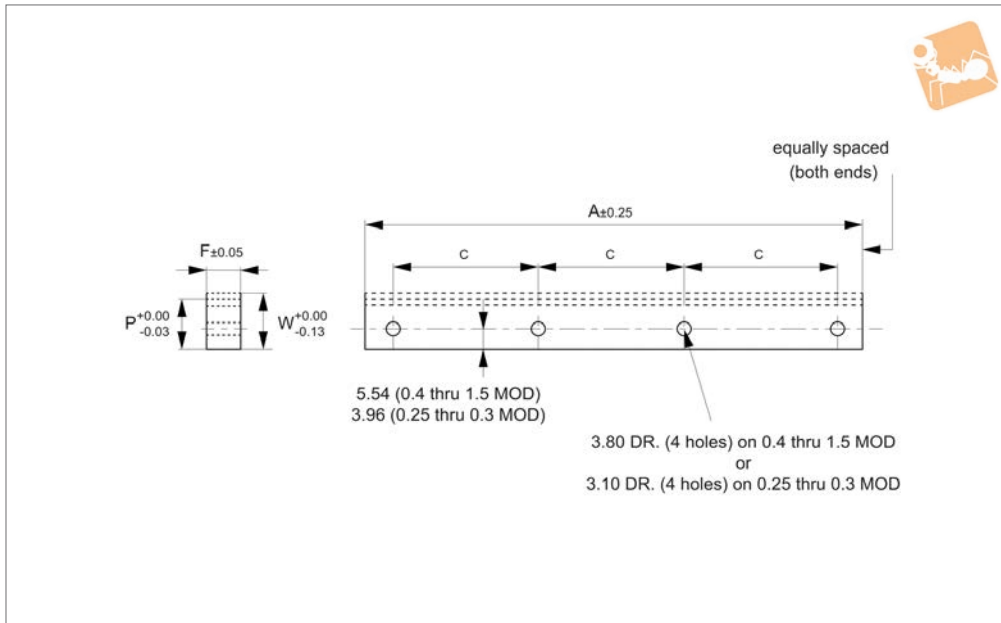 equally spaced
(both ends)
A±0.25
F±0.05
C C C
P+0.00
-0.03
W+0.00
-0.13
5.54 (0.4 thru 1.5 MOD)
3.96 (0.25 thru 0.3 MOD)
3.80 DR. (4 holes) on 0.4 thru 1.5 MOD
or
3.10 DR. (4 holes) on 0.25 thru 0.3 MOD